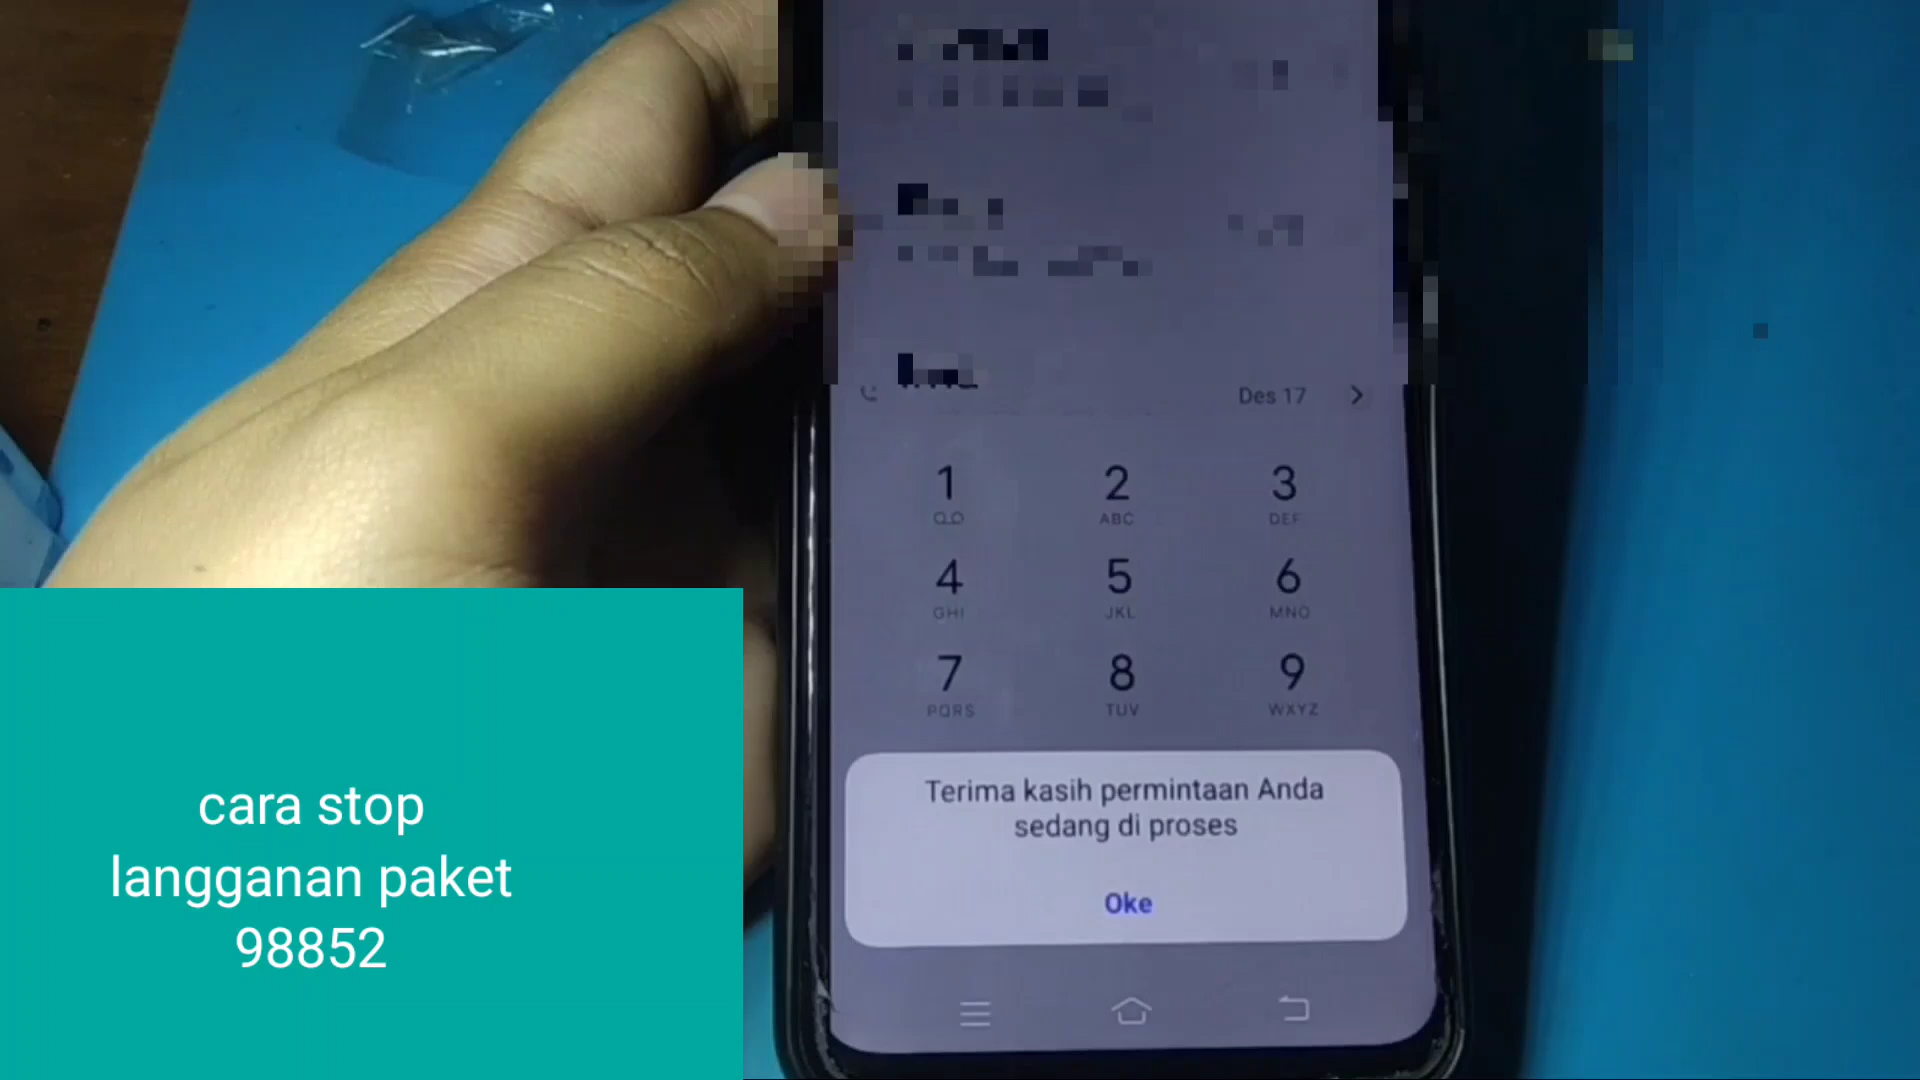 Des 17
1
2
3
ABC
DEF
4
5
6
GHI
JKL
MNO
7
8
9
PQRS
TUV
WXYZ
Terima kasih permintaan Anda
sedang di proses
Oke
cara stop
langganan paket
98852